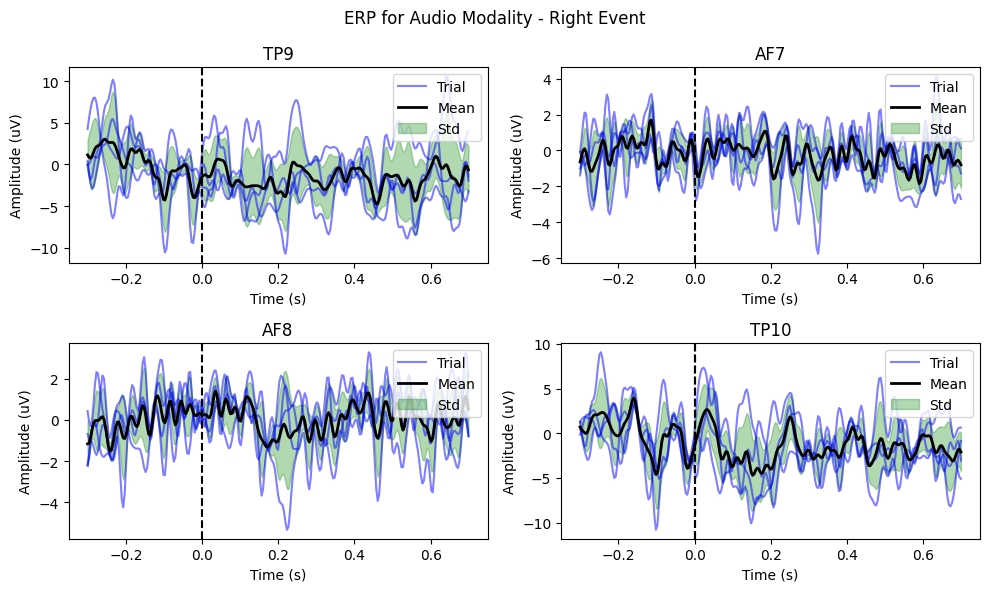 ERP for Audio Modality - Right Event
TP9
Amplitude (uV)
10
5
0
−5
−10
Trial
Mean
Std
−0.2
0.0
0.2
0.4
0.6
Time (s)
AF7
Amplitude (uV)
4
2
0
−2
−4
−6
Trial
Mean
Std
−0.2
0.0
0.2
0.4
0.6
Time (s)
AF8
Amplitude (uV)
2
0
−2
−4
Trial
Mean
Std
−0.2
0.0
0.2
0.4
0.6
Time (s)
TP10
Amplitude (uV)
10
5
0
−5
−10
Trial
Mean
Std
−0.2
0.0
0.2
0.4
0.6
Time (s)